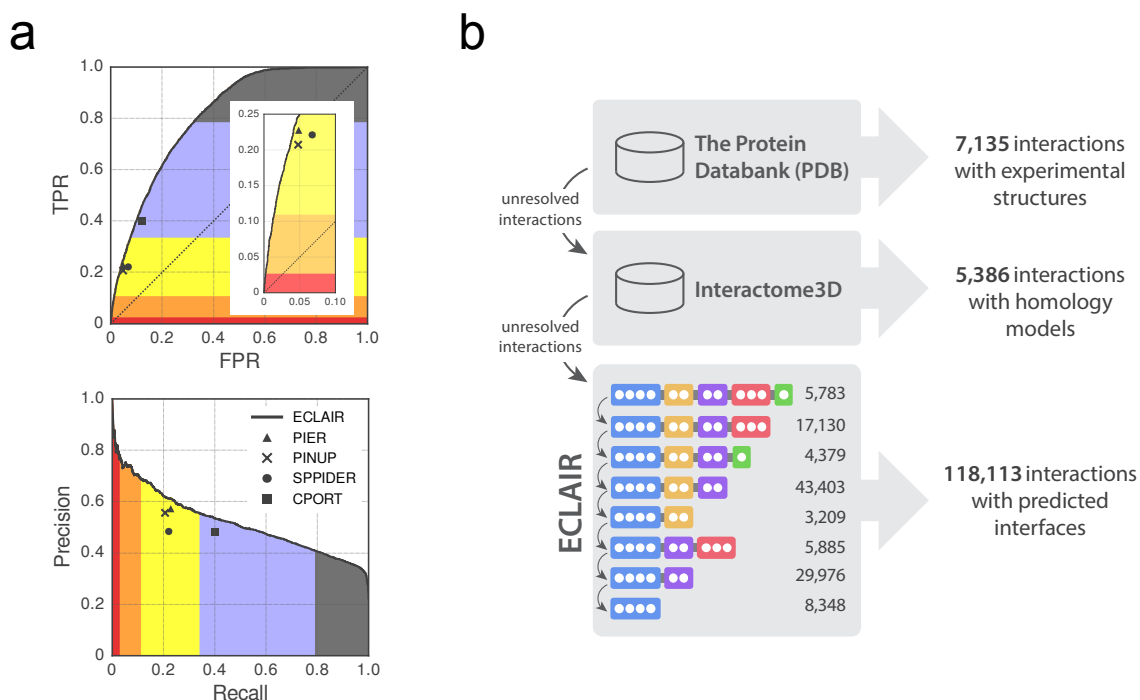 a
1.0
0.8
0.6
0.4
0.2
0
TPR
0
0.2
0.4
0.6
0.8
1.0
FPR
0.25
0.20
0.15
0.10
0.05
0
0
0.05
0.10
1.0
0.8
0.6
0.4
0.2
0
Precision
ECLAIR
PIER
PINUP
SPPIDER
CPORT
0
0.2
0.4
0.6
0.8
1.0
Recall
b
The Protein
Databank (PDB)
7,135 interactions
with experimental
structures
unresolved
interactions
Interactome3D
5,386 interactions
with homology
models
unresolved
interactions
ECLAIR
5,783
17,130
4,379
43,403
3,209
5,885
29,976
8,348
118,113 interactions
with predicted
interfaces